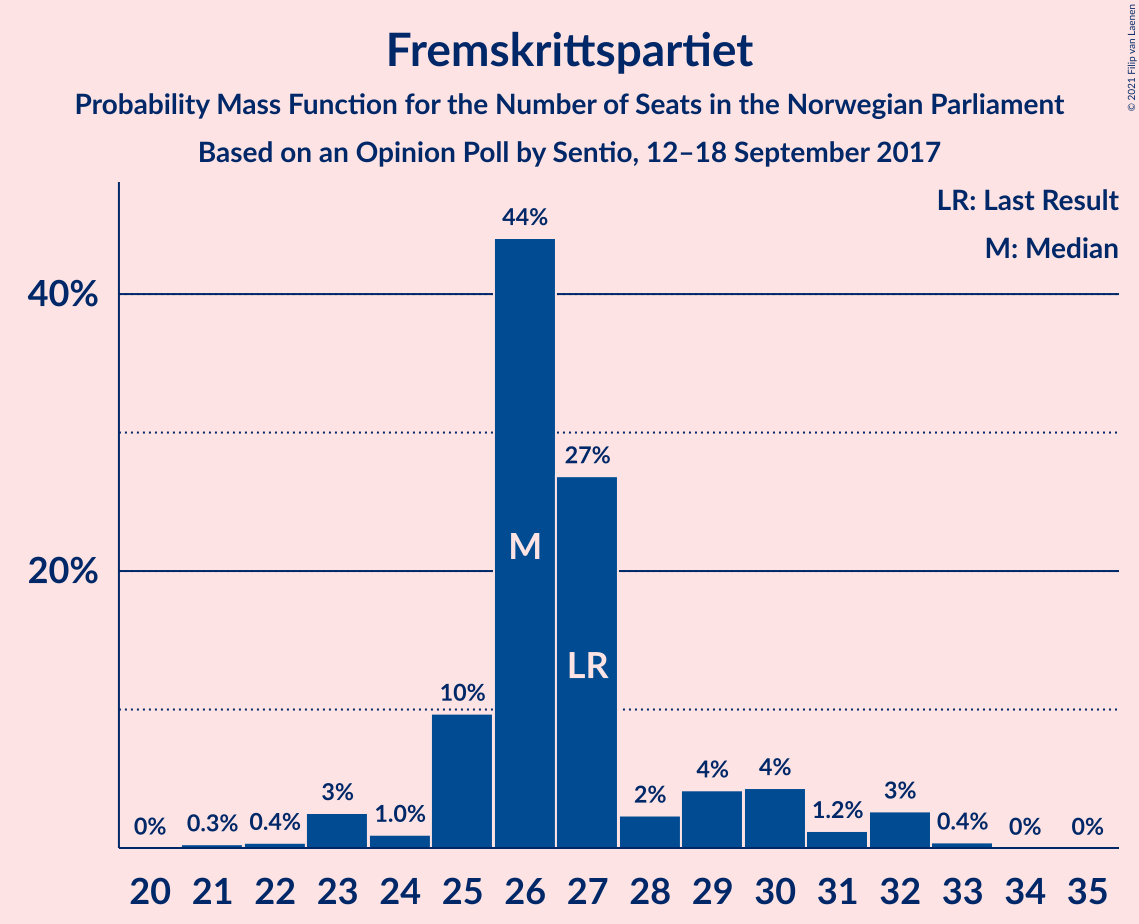 Fremskrittspartiet
Probability Mass Function for the Number of Seats in the Norwegian Parliament
Based on an Opinion Poll by Sentio, 12–18 September 2017
© 2021 Filip van Laenen
LR: Last Result
M: Median
40%
20%
0%
0.3%
0.4%
3%
1.0%
10%
44%
27%
2%
4%
4%
1.2%
3%
0.4%
0%
0%
M
LR
20 21 22 23 24 25 26 27 28 29 30 31 32 33 34 35